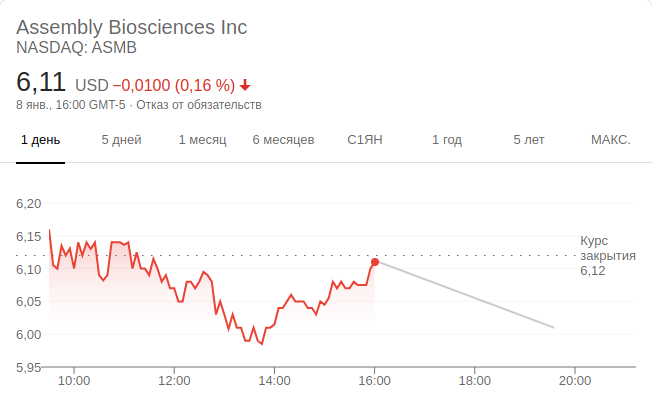 Assembly Biosciences Inc
NASDAQ: ASMB
6,11 USD −0,0100 (0,16 %)
8 янв., 16:00 GMT-5 · Отказ от обязательств
1 день 5 дней 1 месяц 6 месяцев С1ЯН 1 год 5 лет МАКС.
6,20
6,15
6,10
6,05
6,00
5,95
Курс
закрытия
6,12
10:00 12:00 14:00 16:00 18:00 20:00